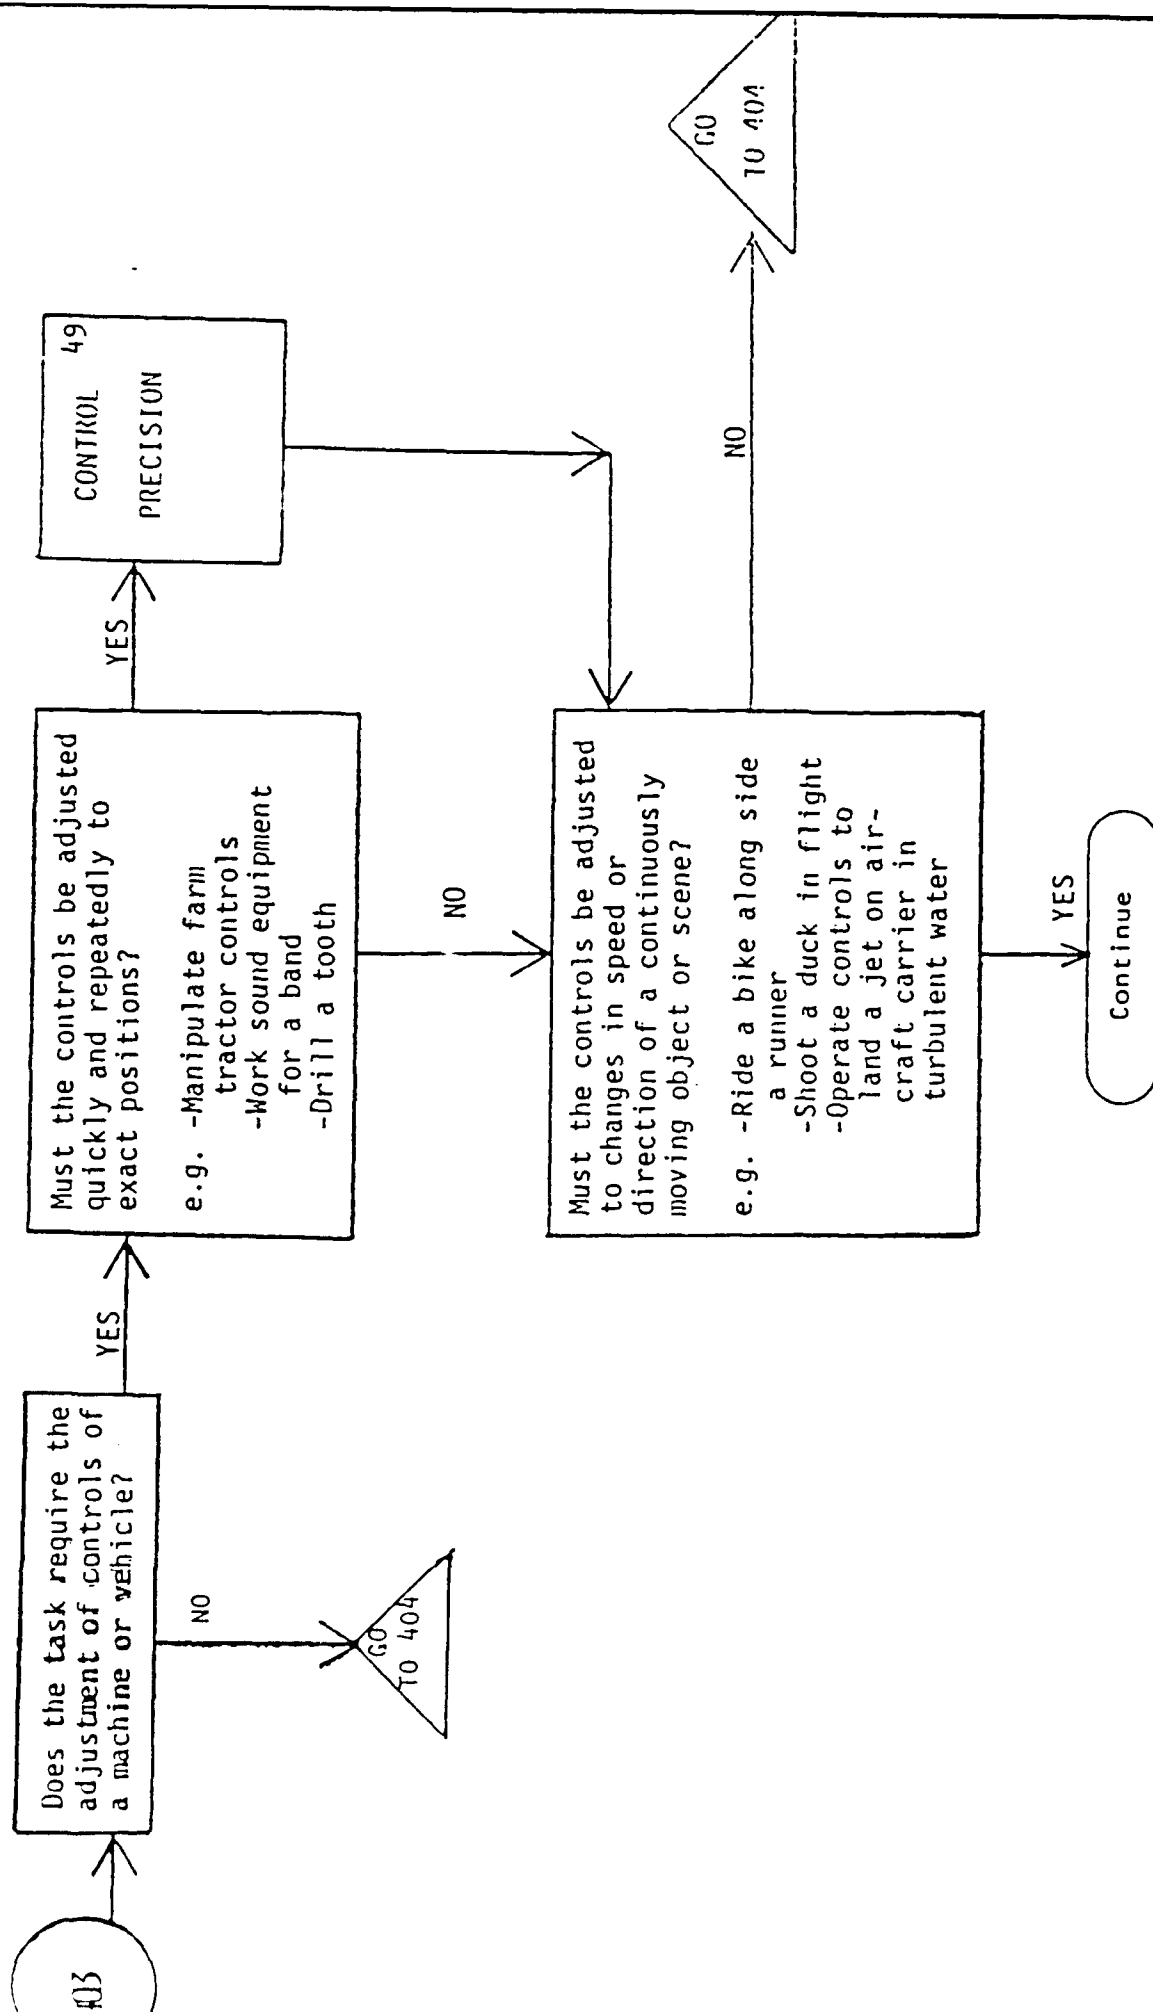 403
Does the task require the
adjustment of controls of
a machine or vehicle?
YES
NO
GO
TO 404
Must the controls be adjusted
quickly and repeatedly to
exact positions?
e.g. -Manipulate farm
tractor controls
-Work sound equipment
for a band
-Drill a tooth
YES
CONTROL 49
PRECISION
NO
Must the controls be adjusted
to changes in speed or
direction of a continuously
moving object or scene?
e.g. -Ride a bike along side
a runner
-Shoot a duck in flight
-Operate controls to
land a jet on air-
craft carrier in
turbulent water
NO
GO
TO 404
YES
Continue